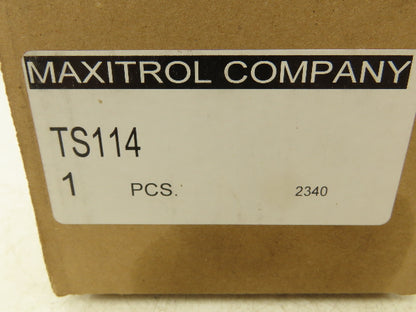 MAXITROL COMPANY
TS114
1 PCS. 2340